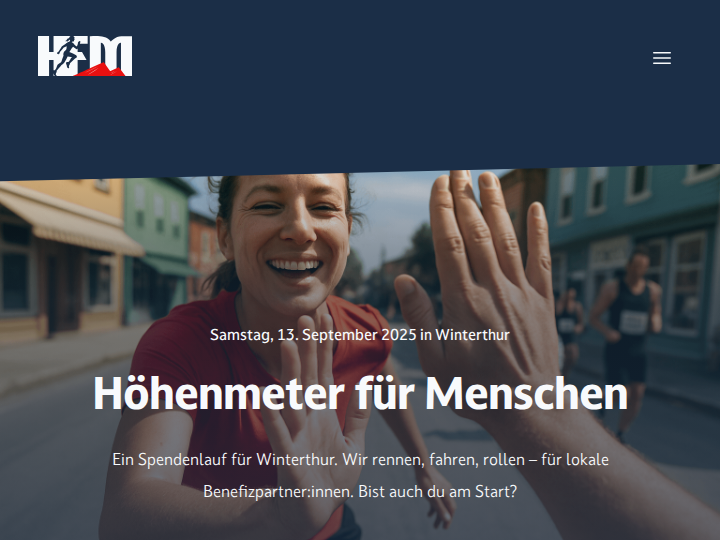 HFM
Samstag, 13. September 2025 in Winterthur
Höhenmeter für Menschen
Ein Spendenlauf für Winterthur. Wir rennen, fahren, rollen – für lokale
Benefizpartner:innen. Bist auch du am Start?